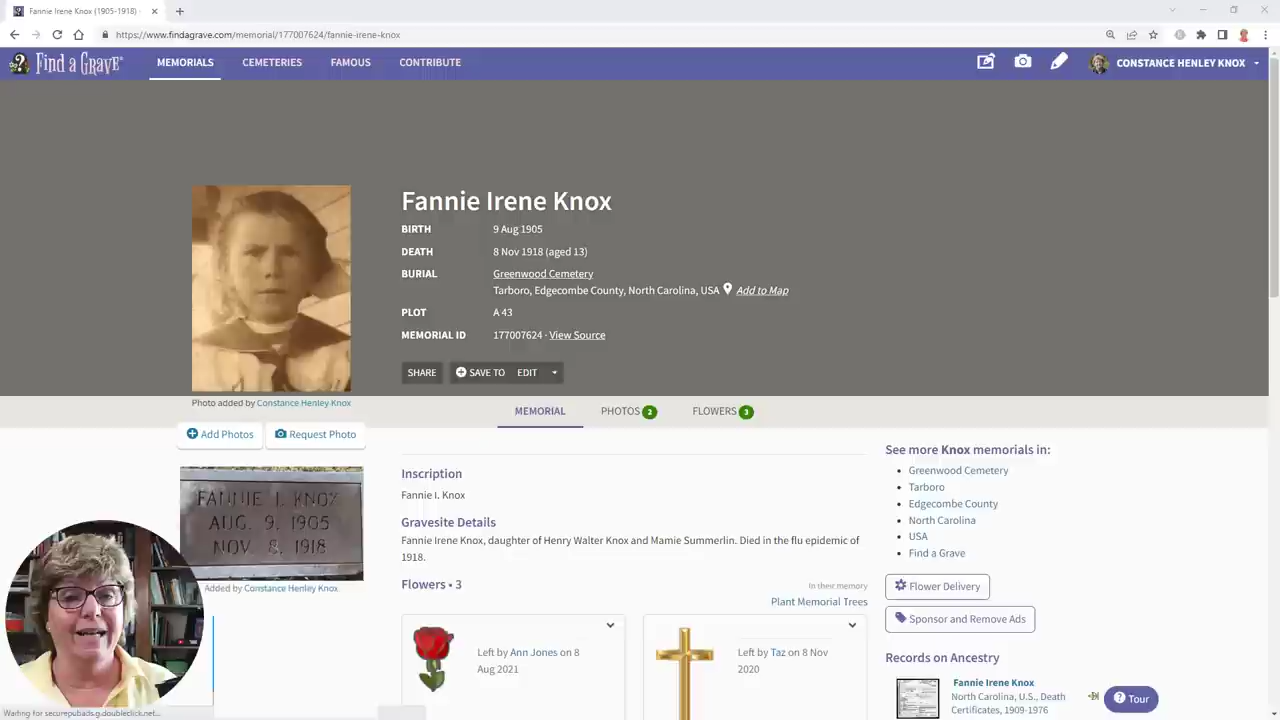 Fannie Irene Knox (1905-1918) -
https://www.findagrave.com/memorial/177007624/fannie-irene-knox
Find a Grave
MEMORIALS
CEMETERIES
FAMOUS
CONTRIBUTE
CONSTANCE HENLEY KNOX
Fannie Irene Knox
BIRTH 9 Aug 1905
DEATH 8 Nov 1918 (aged 13)
BURIAL Greenwood Cemetery
Tarboro, Edgecombe County, North Carolina, USA Add to Map
PLOT A 43
MEMORIAL ID 177007624 · View Source
SHARE SAVE TO EDIT
Photo added by Constance Henley Knox
MEMORIAL PHOTOS 2 FLOWERS 3
Add Photos Request Photo
FANNIE I. KNOX
AUG. 9, 1905
NOV. 8, 1918
Added by Constance Henley Knox
Inscription
Fannie I. Knox
Gravesite Details
Fannie Irene Knox, daughter of Henry Walter Knox and Mamie Summerlin. Died in the flu epidemic of
1918.
Flowers • 3
In their memory
Plant Memorial Trees
Left by Ann Jones on 8
Aug 2021
Left by Taz on 8 Nov
2020
See more Knox memorials in:
Greenwood Cemetery
Tarboro
Edgecombe County
North Carolina
USA
Find a Grave
Flower Delivery
Sponsor and Remove Ads
Records on Ancestry
Fannie Irene Knox
North Carolina, U.S., Death
Certificates, 1909-1976
Tour
Waiting for securepubads.g.doubleclick.net...